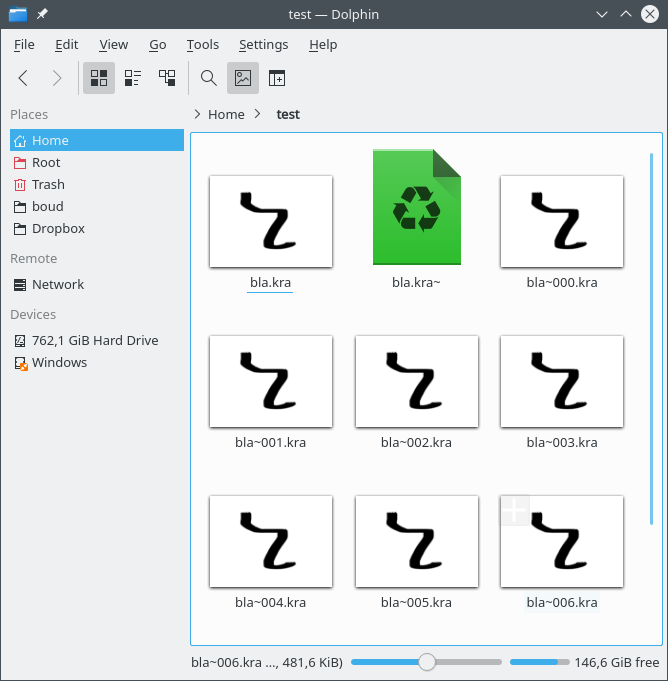 test — Dolphin
File Edit View Go Tools Settings Help
Places
Home
Root
Trash
boud
Dropbox
Remote
Network
Devices
762,1 GiB Hard Drive
Windows
Home test
bla.kra bla.kra~ bla~000.kra
bla~001.kra bla~002.kra bla~003.kra
bla~004.kra bla~005.kra bla~006.kra
bla~006.kra ..., 481,6 KiB) 146,6 GiB free